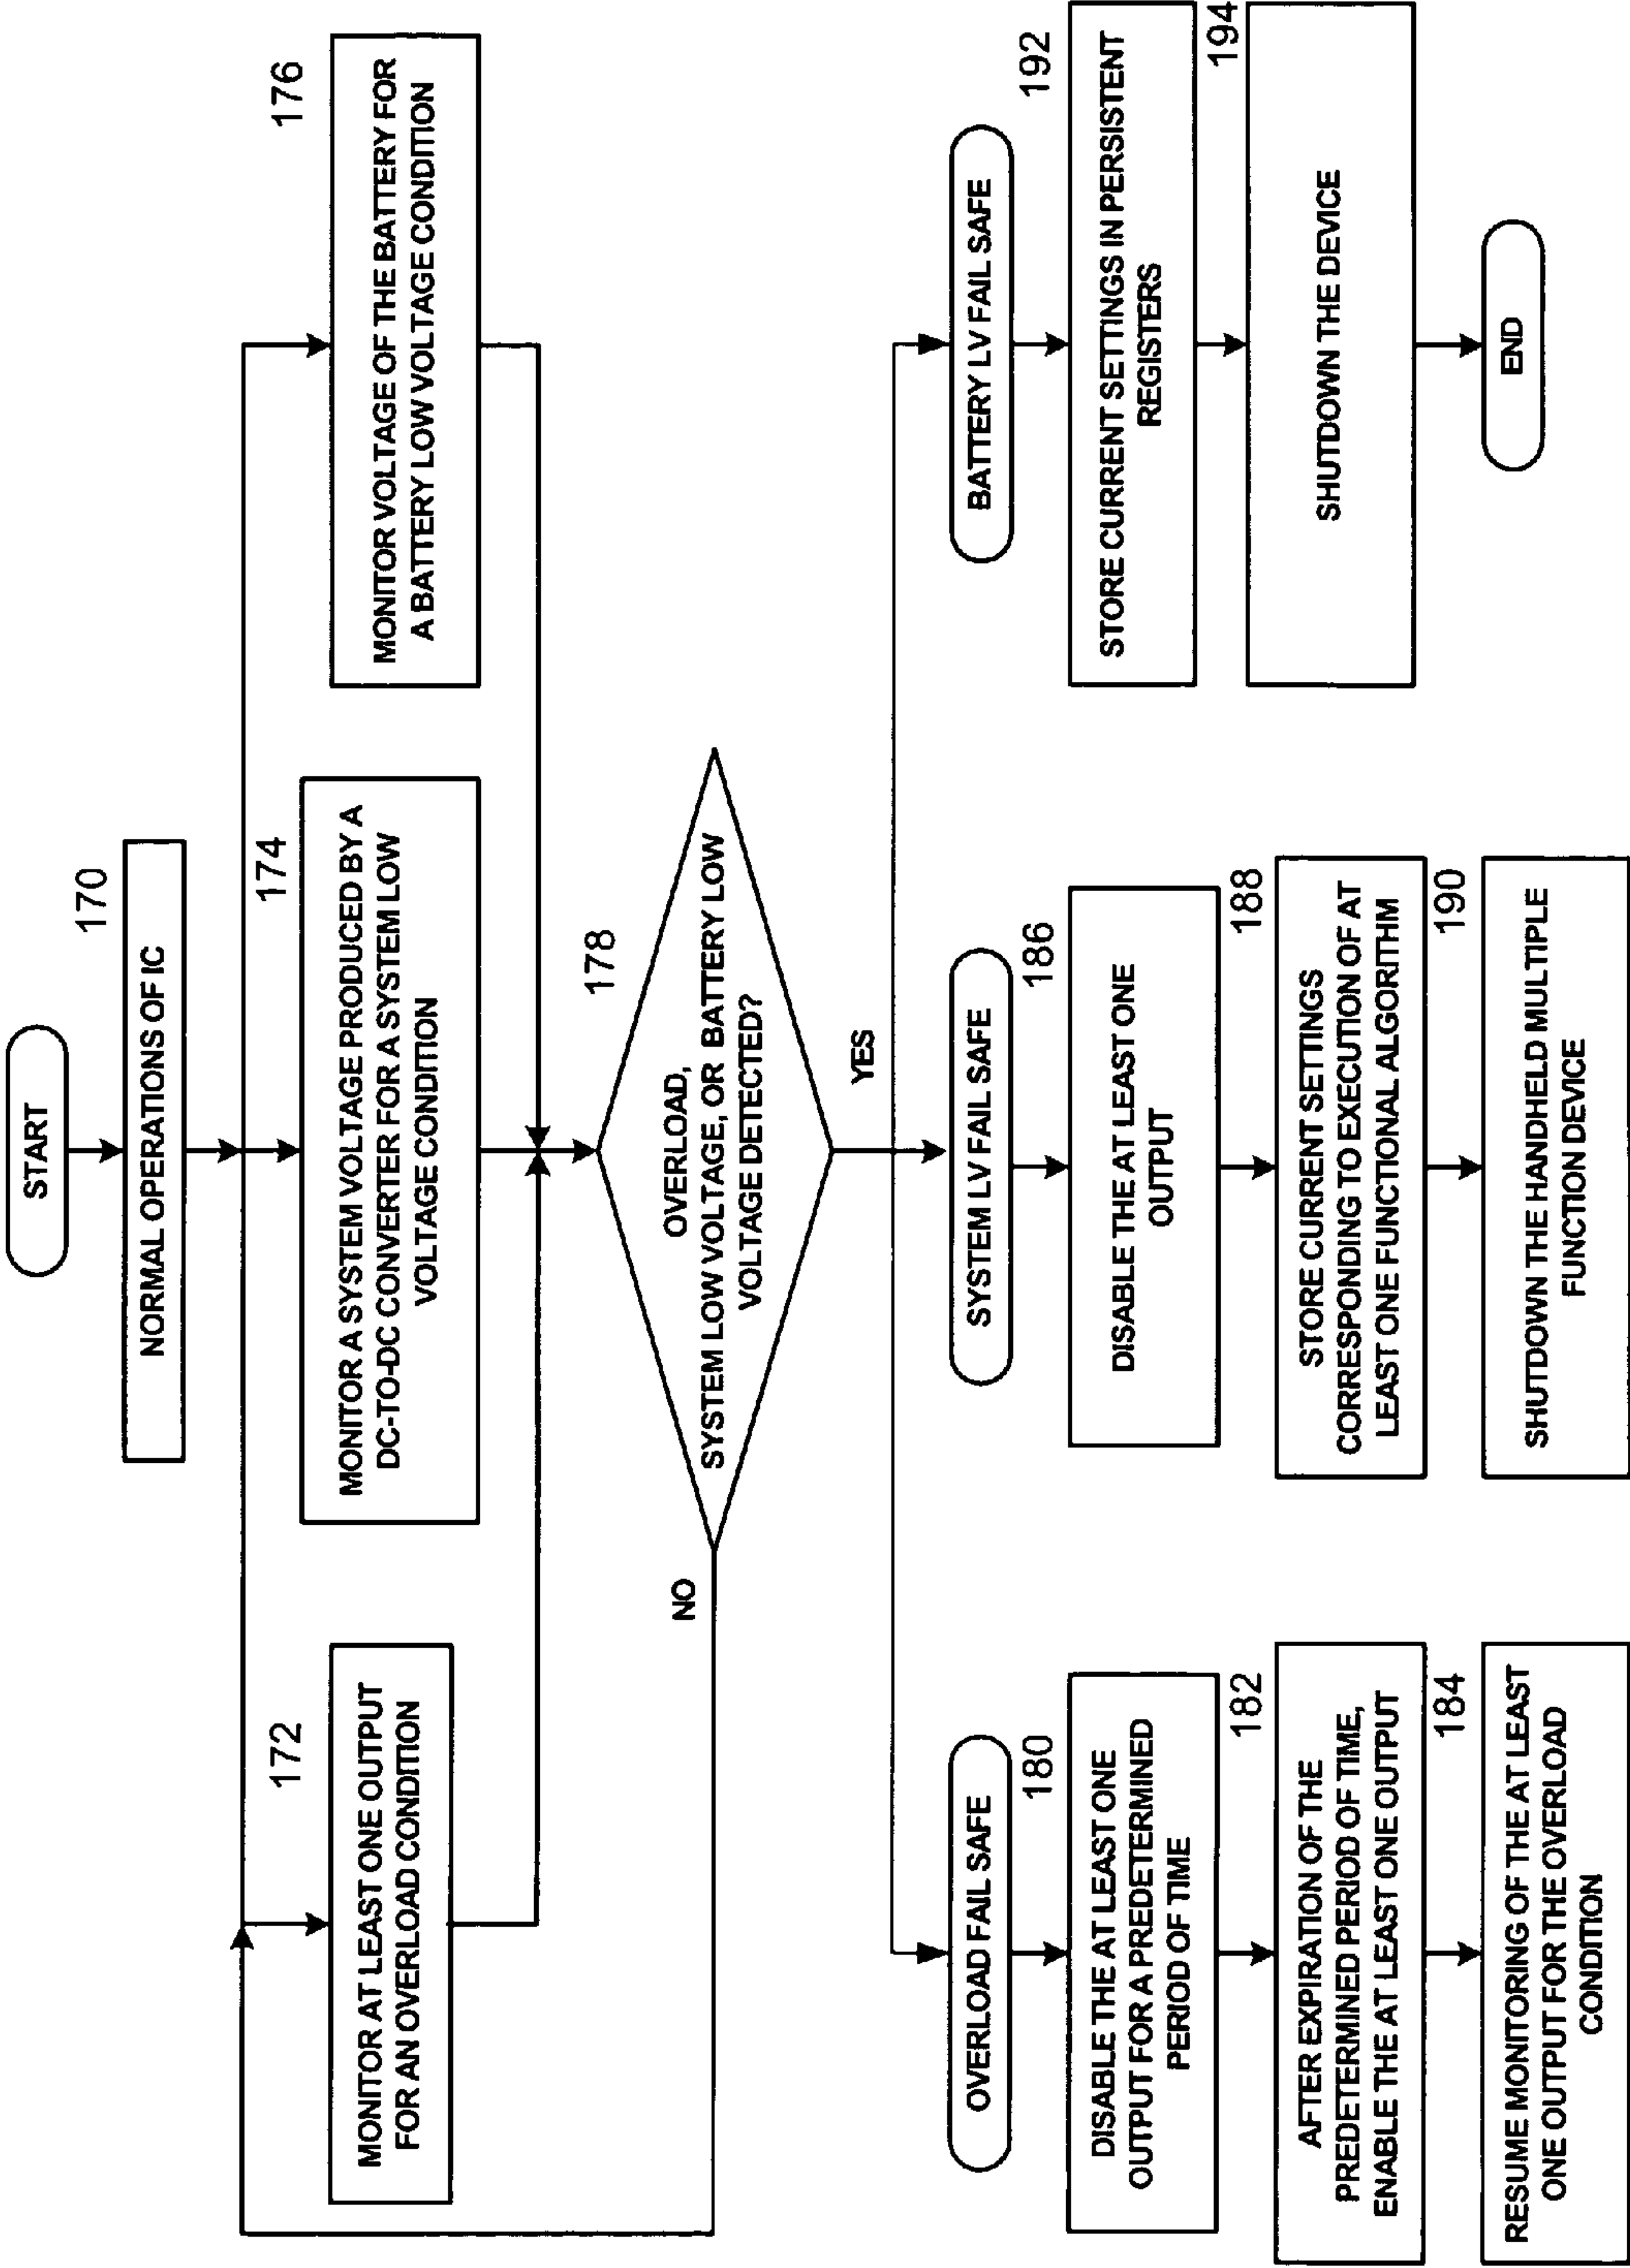 START
170
NORMAL OPERATIONS OF IC
172
MONITOR AT LEAST ONE OUTPUT
FOR AN OVERLOAD CONDITION
174
MONITOR A SYSTEM VOLTAGE PRODUCED BY A
DC-TO-DC CONVERTER FOR A SYSTEM LOW
VOLTAGE CONDITION
176
MONITOR VOLTAGE OF THE BATTERY FOR
A BATTERY LOW VOLTAGE CONDITION
178
OVERLOAD,
SYSTEM LOW VOLTAGE, OR BATTERY LOW
VOLTAGE DETECTED?
NO
YES
OVERLOAD FAIL SAFE
180
DISABLE THE AT LEAST ONE
OUTPUT FOR A PREDETERMINED
PERIOD OF TIME
182
AFTER EXPIRATION OF THE
PREDETERMINED PERIOD OF TIME,
ENABLE THE AT LEAST ONE OUTPUT
184
RESUME MONITORING OF THE AT LEAST
ONE OUTPUT FOR THE OVERLOAD
CONDITION
SYSTEM LV FAIL SAFE
186
DISABLE THE AT LEAST ONE
OUTPUT
188
STORE CURRENT SETTINGS
CORRESPONDING TO EXECUTION OF AT
LEAST ONE FUNCTIONAL ALGORITHM
190
SHUTDOWN THE HANDHELD MULTIPLE
FUNCTION DEVICE
BATTERY LV FAIL SAFE
192
STORE CURRENT SETTINGS IN PERSISTENT
REGISTERS
194
SHUTDOWN THE DEVICE
END